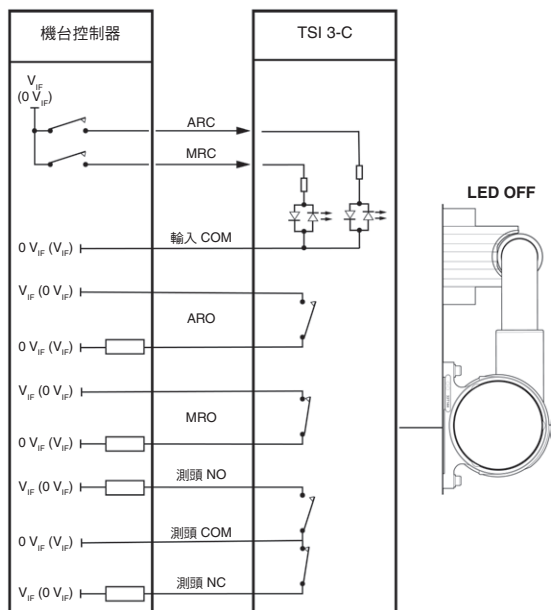 機台控制器
TSI 3-C
V_IF
(0 V_IF)
ARC
MRC
LED OFF
輸入 COM
0 V_IF (V_IF)
V_IF (0 V_IF)
ARO
0 V_IF (V_IF)
V_IF (0 V_IF)
MRO
0 V_IF (V_IF)
測頭 NO
V_IF (0 V_IF)
測頭 COM
0 V_IF (V_IF)
測頭 NC
V_IF (0 V_IF)